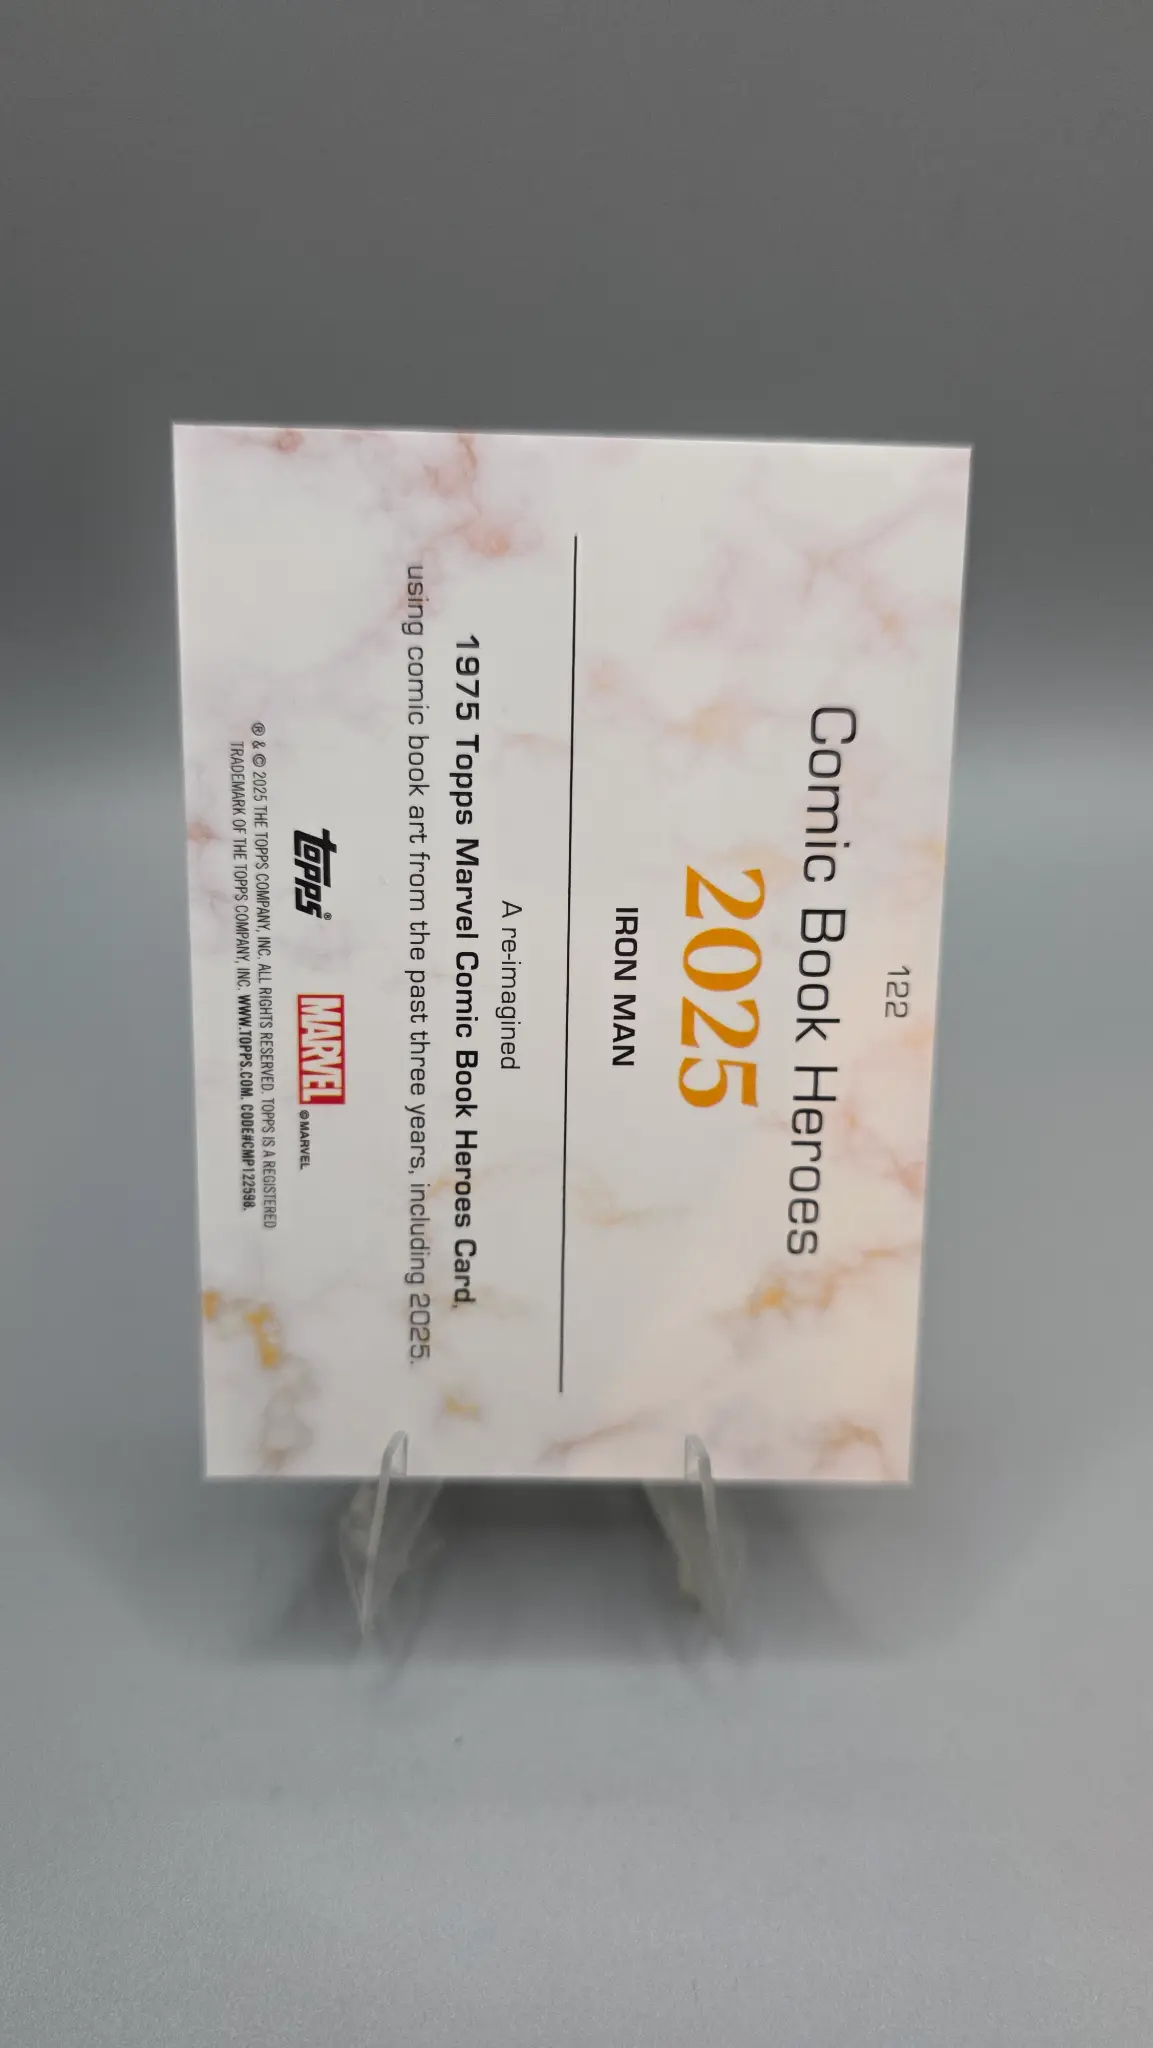 122
Comic Book Heroes
2025
IRON MAN
A re-imagined
1975 Topps Marvel Comic Book Heroes Card,
using comic book art from the past three years, including 2025.
topps®
MARVEL
©MARVEL
® & © 2025 THE TOPPS COMPANY, INC. ALL RIGHTS RESERVED. TOPPS IS A REGISTERED
TRADEMARK OF THE TOPPS COMPANY, INC. WWW.TOPPS.COM. CODE#CMP122598.